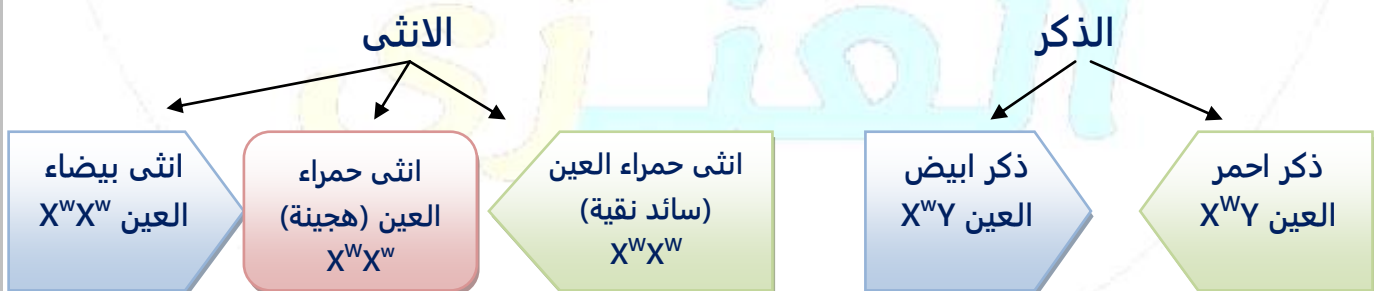 الذكر
الانثى
ذكر احمر
العين XᵂY
ذكر ابيض
العين XʷY
انثى حمراء العين
(سائد نقية)
XᵂXᵂ
انثى حمراء
العين (هجينة)
XᵂXʷ
انثى بيضاء
العين XʷXʷ